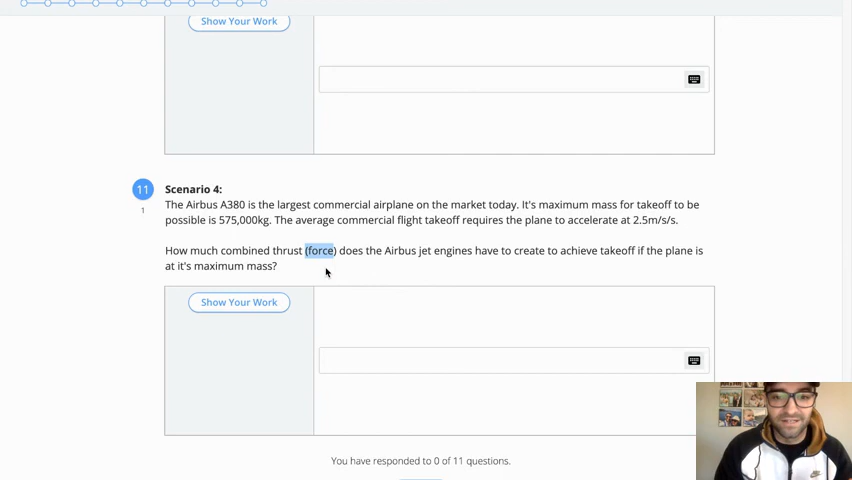 Show Your Work
11
Scenario 4:
1
The Airbus A380 is the largest commercial airplane on the market today. It's maximum mass for takeoff to be
possible is 575,000kg. The average commercial flight takeoff requires the plane to accelerate at 2.5m/s/s.
How much combined thrust (force) does the Airbus jet engines have to create to achieve takeoff if the plane is
at it's maximum mass?
Show Your Work
You have responded to 0 of 11 questions.